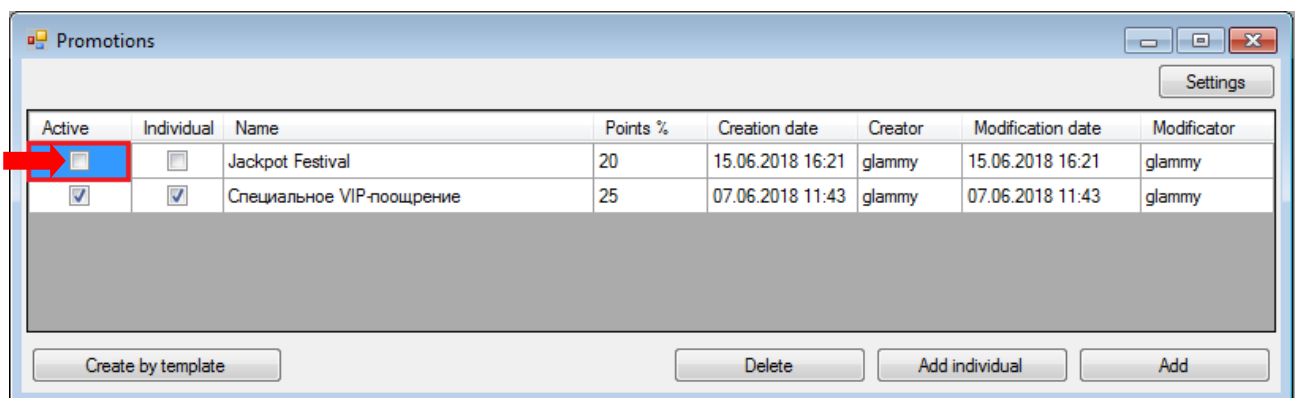 Promotions
Settings
Active Individual Name Points % Creation date Creator Modification date Modificator
Jackpot Festival 20 15.06.2018 16:21 glammy 15.06.2018 16:21 glammy
Специальное VIP-поощрение 25 07.06.2018 11:43 glammy 07.06.2018 11:43 glammy
Create by template Delete Add individual Add